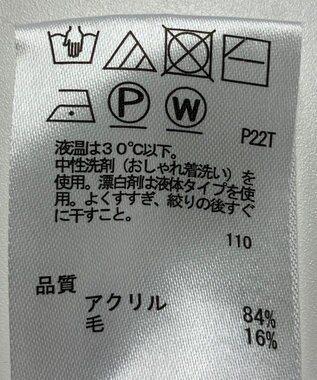 P W
P22T
液温は30℃以下。
中性洗剤（おしゃれ着洗い）を
使用。漂白剤は液体タイプを使
用。よくすすぎ、絞りの後すぐ
に干すこと。
110
品質
アクリル 84%
毛 16%